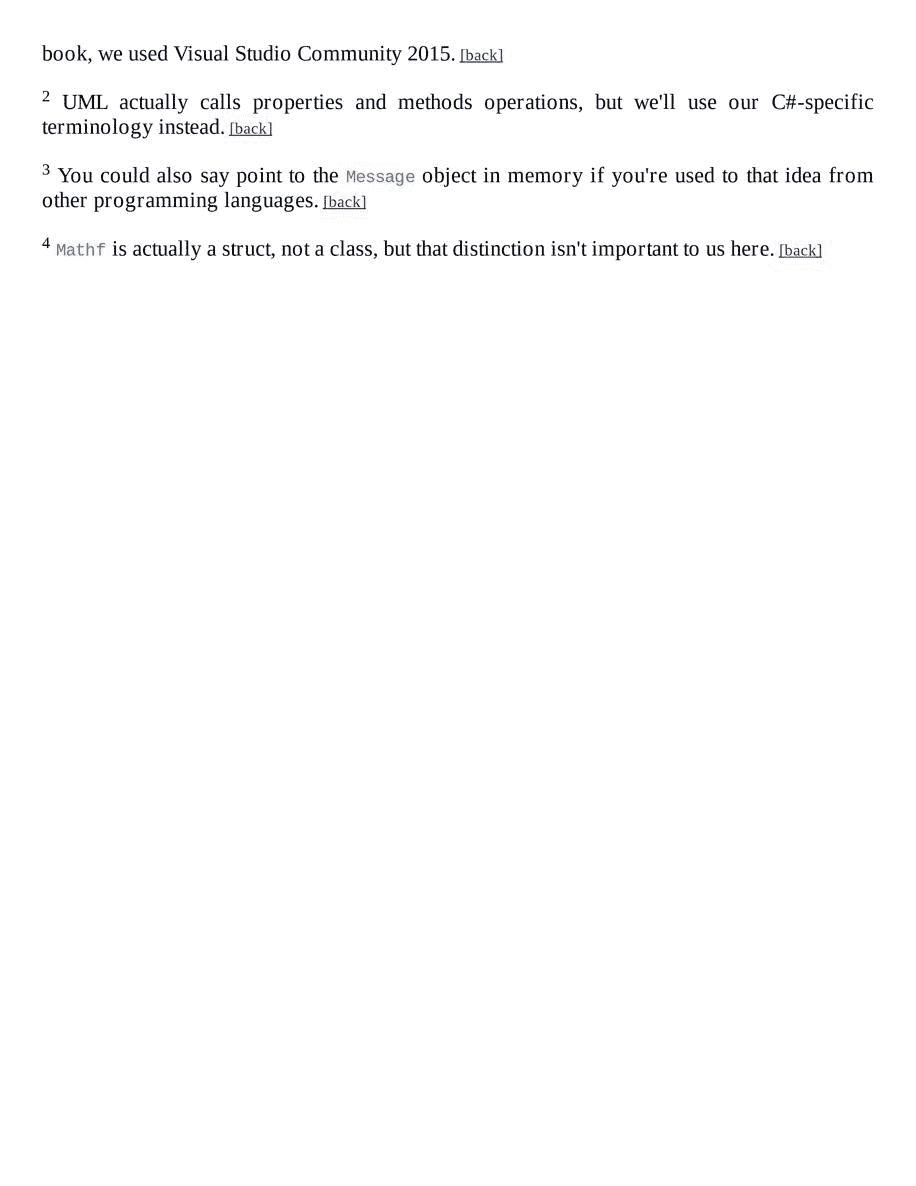 book, we used Visual Studio Community 2015. [back]
2 UML actually calls properties and methods operations, but we'll use our C#-specific
terminology instead. [back]
3 You could also say point to the Message object in memory if you're used to that idea from
other programming languages. [back]
4 Mathf is actually a struct, not a class, but that distinction isn't important to us here. [back]